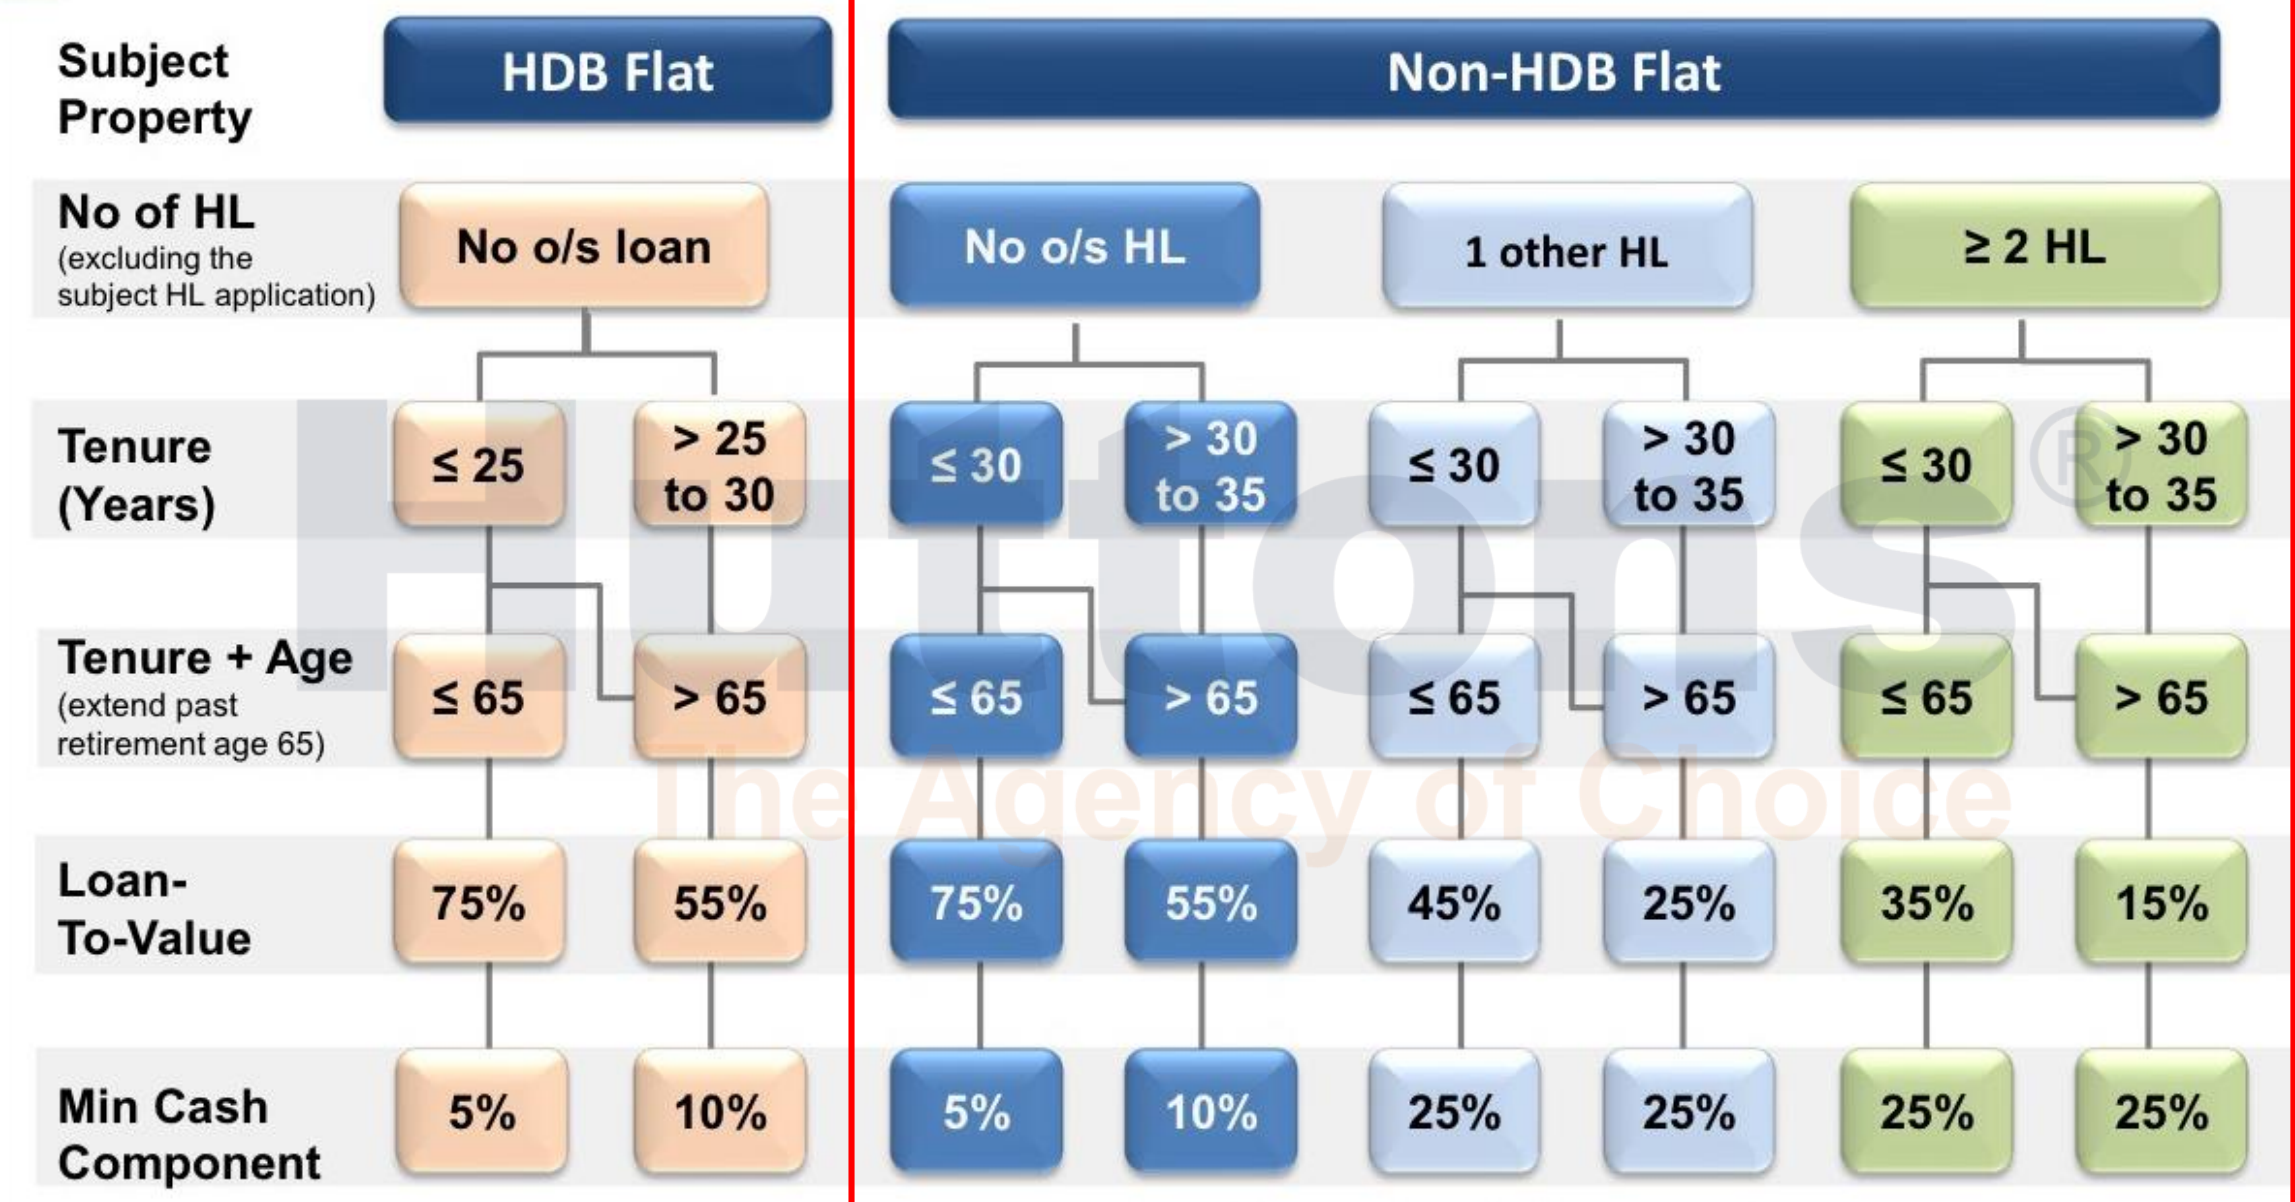 Subject
Property
HDB Flat
Non-HDB Flat
No of HL
(excluding the
subject HL application)
No o/s loan
No o/s HL
1 other HL
≥ 2 HL
Tenure
(Years)
≤ 25
> 25
to 30
≤ 30
> 30
to 35
≤ 30
> 30
to 35
≤ 30
> 30
to 35
Huttons®
Tenure + Age
(extend past
retirement age 65)
≤ 65
> 65
≤ 65
> 65
≤ 65
> 65
≤ 65
> 65
The Agency of Choice
Loan-
To-Value
75%
55%
75%
55%
45%
25%
35%
15%
Min Cash
Component
5%
10%
5%
10%
25%
25%
25%
25%